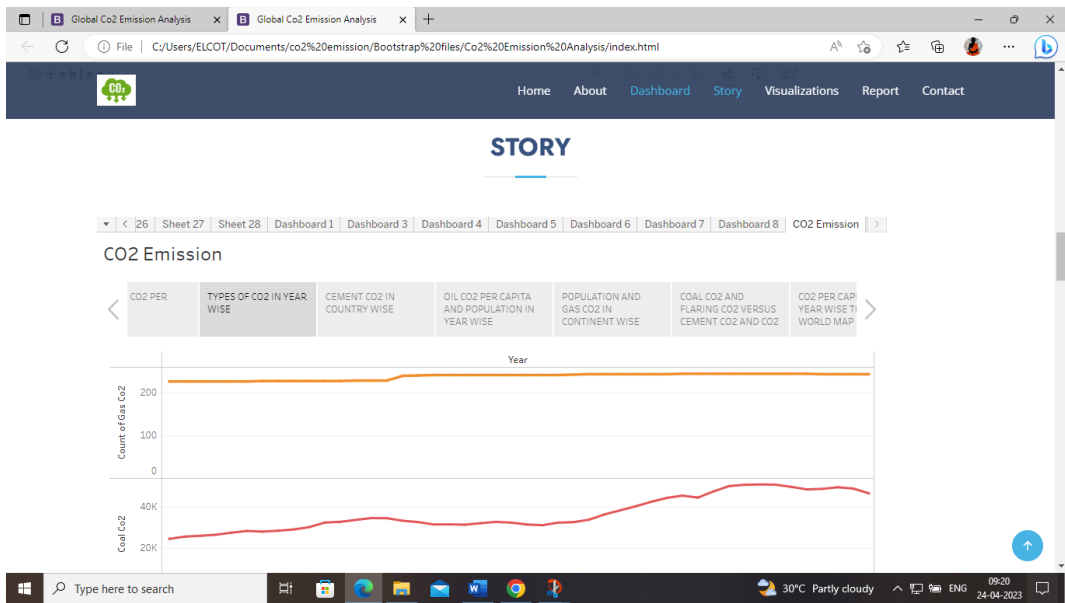 Global Co2 Emission Analysis
Global Co2 Emission Analysis
File | C:/Users/ELCOT/Documents/co2%20emission/Bootstrap%20files/Co2%20Emission%20Analysis/index.html
CO2
Home About Dashboard Story Visualizations Report Contact
STORY
26 Sheet 27 Sheet 28 Dashboard 1 Dashboard 3 Dashboard 4 Dashboard 5 Dashboard 6 Dashboard 7 Dashboard 8 CO2 Emission
CO2 Emission
CO2 PER
TYPES OF CO2 IN YEAR
WISE
CEMENT CO2 IN
COUNTRY WISE
OIL CO2 PER CAPITA
AND POPULATION IN
YEAR WISE
POPULATION AND
GAS CO2 IN
CONTINENT WISE
COAL CO2 AND
FLARING CO2 VERSUS
CEMENT CO2 AND CO2
CO2 PER CAPI
YEAR WISE TI
WORLD MAP
Year
Count of Gas Co2
200
100
0
Coal Co2
40K
20K
Type here to search
30°C Partly cloudy
ENG
09:20
24-04-2023